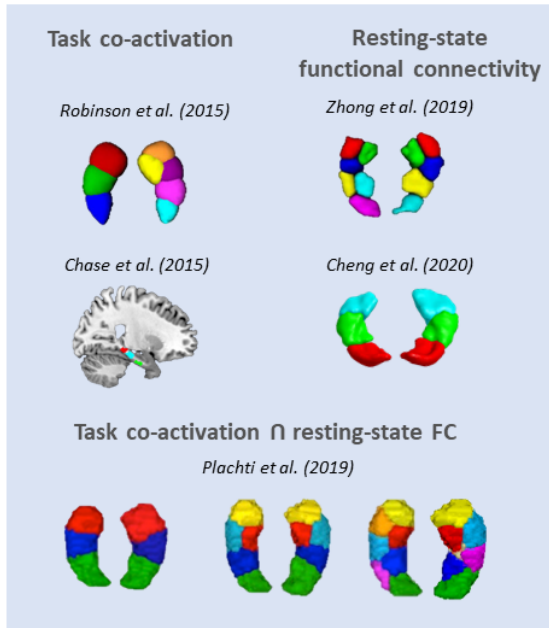 Task co-activation
Resting-state
functional connectivity
Robinson et al. (2015)
Zhong et al. (2019)
Chase et al. (2015)
Cheng et al. (2020)
Task co-activation ∩ resting-state FC
Plachti et al. (2019)